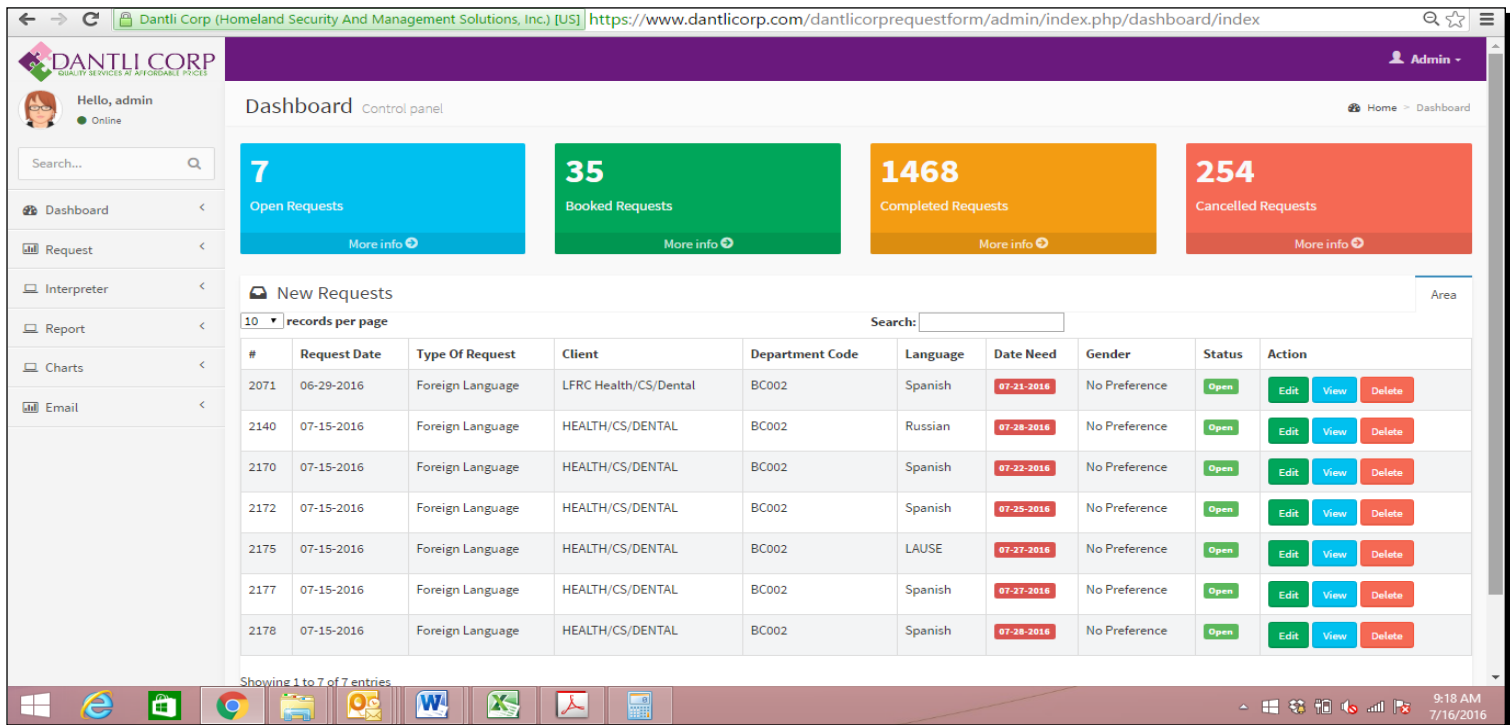 Dantli Corp (Homeland Security And Management Solutions, Inc.) [US] https://www.dantlicorp.com/dantlicorprequestform/admin/index.php/dashboard/index
DANTLI CORP
QUALITY SERVICES AT AFFORDABLE PRICES
Admin
Hello, admin
Online
Dashboard Control panel
Home > Dashboard
Search...
Dashboard
Request
Interpreter
Report
Charts
Email
7
Open Requests
More info
35
Booked Requests
More info
1468
Completed Requests
More info
254
Cancelled Requests
More info
New Requests
Area
10 records per page
Search:
# Request Date Type Of Request Client Department Code Language Date Need Gender Status Action
2071 06-29-2016 Foreign Language LFRC Health/CS/Dental BC002 Spanish 07-21-2016 No Preference Open Edit View Delete
2140 07-15-2016 Foreign Language HEALTH/CS/DENTAL BC002 Russian 07-28-2016 No Preference Open Edit View Delete
2170 07-15-2016 Foreign Language HEALTH/CS/DENTAL BC002 Spanish 07-22-2016 No Preference Open Edit View Delete
2172 07-15-2016 Foreign Language HEALTH/CS/DENTAL BC002 Spanish 07-25-2016 No Preference Open Edit View Delete
2175 07-15-2016 Foreign Language HEALTH/CS/DENTAL BC002 LAUSE 07-27-2016 No Preference Open Edit View Delete
2177 07-15-2016 Foreign Language HEALTH/CS/DENTAL BC002 Spanish 07-27-2016 No Preference Open Edit View Delete
2178 07-15-2016 Foreign Language HEALTH/CS/DENTAL BC002 Spanish 07-28-2016 No Preference Open Edit View Delete
Showing 1 to 7 of 7 entries
9:18 AM
7/16/2016